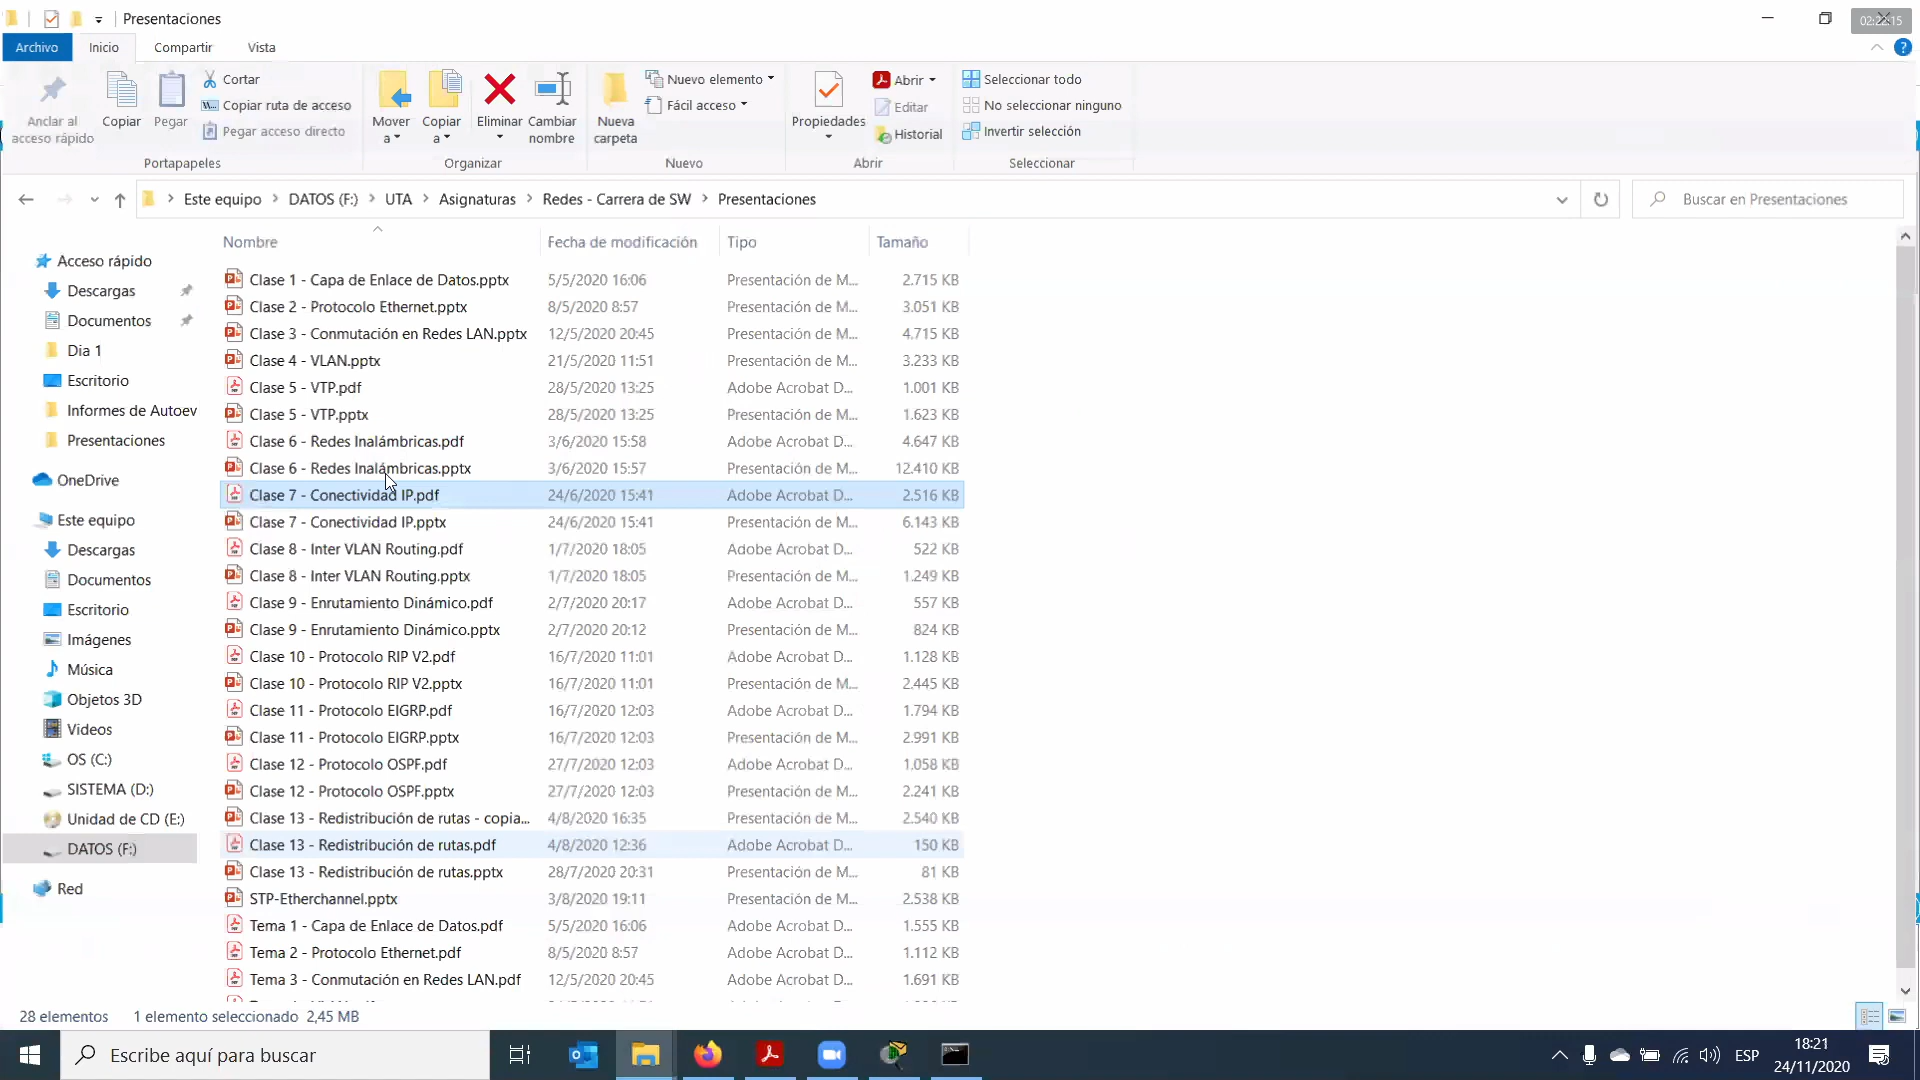 Presentaciones
02:22:15
Archivo Inicio Compartir Vista
Anclar al acceso rápido
Copiar
Pegar
Cortar
Copiar ruta de acceso
Pegar acceso directo
Portapapeles
Mover a
Copiar a
Eliminar
Cambiar nombre
Organizar
Nueva carpeta
Nuevo elemento
Fácil acceso
Nuevo
Propiedades
Abrir
Editar
Historial
Abrir
Seleccionar todo
No seleccionar ninguno
Invertir selección
Seleccionar
Este equipo > DATOS (F:) > UTA > Asignaturas > Redes - Carrera de SW > Presentaciones
Buscar en Presentaciones
Acceso rápido
Descargas
Documentos
Dia 1
Escritorio
Informes de Autoev
Presentaciones
OneDrive
Este equipo
Descargas
Documentos
Escritorio
Imágenes
Música
Objetos 3D
Videos
OS (C:)
SISTEMA (D:)
Unidad de CD (E:)
DATOS (F:)
Red
Nombre Fecha de modificación Tipo Tamaño
Clase 1 - Capa de Enlace de Datos.pptx 5/5/2020 16:06 Presentación de M... 2.715 KB
Clase 2 - Protocolo Ethernet.pptx 8/5/2020 8:57 Presentación de M... 3.051 KB
Clase 3 - Conmutación en Redes LAN.pptx 12/5/2020 20:45 Presentación de M... 4.715 KB
Clase 4 - VLAN.pptx 21/5/2020 11:51 Presentación de M... 3.233 KB
Clase 5 - VTP.pdf 28/5/2020 13:25 Adobe Acrobat D... 1.001 KB
Clase 5 - VTP.pptx 28/5/2020 13:25 Presentación de M... 1.623 KB
Clase 6 - Redes Inalámbricas.pdf 3/6/2020 15:58 Adobe Acrobat D... 4.647 KB
Clase 6 - Redes Inalámbricas.pptx 3/6/2020 15:57 Presentación de M... 12.410 KB
Clase 7 - Conectividad IP.pdf 24/6/2020 15:41 Adobe Acrobat D... 2.516 KB
Clase 7 - Conectividad IP.pptx 24/6/2020 15:41 Presentación de M... 6.143 KB
Clase 8 - Inter VLAN Routing.pdf 1/7/2020 18:05 Adobe Acrobat D... 522 KB
Clase 8 - Inter VLAN Routing.pptx 1/7/2020 18:05 Presentación de M... 1.249 KB
Clase 9 - Enrutamiento Dinámico.pdf 2/7/2020 20:17 Adobe Acrobat D... 557 KB
Clase 9 - Enrutamiento Dinámico.pptx 2/7/2020 20:12 Presentación de M... 824 KB
Clase 10 - Protocolo RIP V2.pdf 16/7/2020 11:01 Adobe Acrobat D... 1.128 KB
Clase 10 - Protocolo RIP V2.pptx 16/7/2020 11:01 Presentación de M... 2.445 KB
Clase 11 - Protocolo EIGRP.pdf 16/7/2020 12:03 Adobe Acrobat D... 1.794 KB
Clase 11 - Protocolo EIGRP.pptx 16/7/2020 12:03 Presentación de M... 2.991 KB
Clase 12 - Protocolo OSPF.pdf 27/7/2020 12:03 Adobe Acrobat D... 1.058 KB
Clase 12 - Protocolo OSPF.pptx 27/7/2020 12:03 Presentación de M... 2.241 KB
Clase 13 - Redistribución de rutas - copia... 4/8/2020 16:35 Presentación de M... 2.540 KB
Clase 13 - Redistribución de rutas.pdf 4/8/2020 12:36 Adobe Acrobat D... 150 KB
Clase 13 - Redistribución de rutas.pptx 28/7/2020 20:31 Presentación de M... 81 KB
STP-Etherchannel.pptx 3/8/2020 19:11 Presentación de M... 2.538 KB
Tema 1 - Capa de Enlace de Datos.pdf 5/5/2020 16:06 Adobe Acrobat D... 1.555 KB
Tema 2 - Protocolo Ethernet.pdf 8/5/2020 8:57 Adobe Acrobat D... 1.112 KB
Tema 3 - Conmutación en Redes LAN.pdf 12/5/2020 20:45 Adobe Acrobat D... 1.691 KB
28 elementos 1 elemento seleccionado 2,45 MB
Escribe aquí para buscar
ESP
18:21
24/11/2020